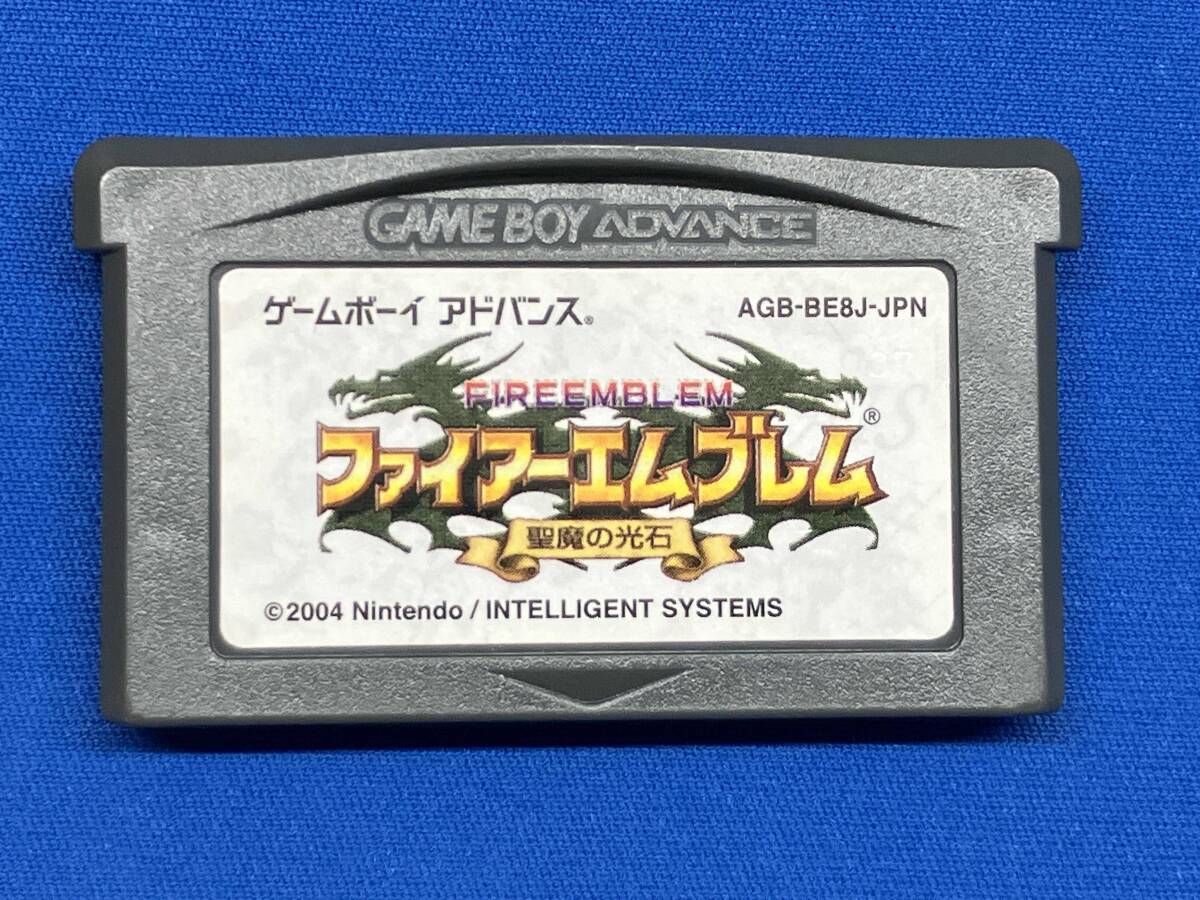 GAME BOY ADVANCE
ゲームボーイ アドバンス®
AGB-BE8J-JPN
FIREEMBLEM
ファイアーエムブレム®
聖魔の光石
©2004 Nintendo / INTELLIGENT SYSTEMS